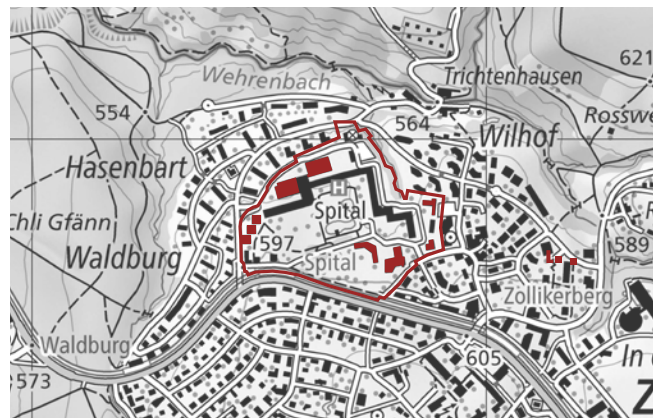 Wehrenbach
Trichtenhausen
621
554
564
Rossw
Wilhof
Hasenbart
H
Spital
Chli Gfänn
597
589
Waldburg
Spital
Zollikerberg
Waldburg
605
In
573
Z